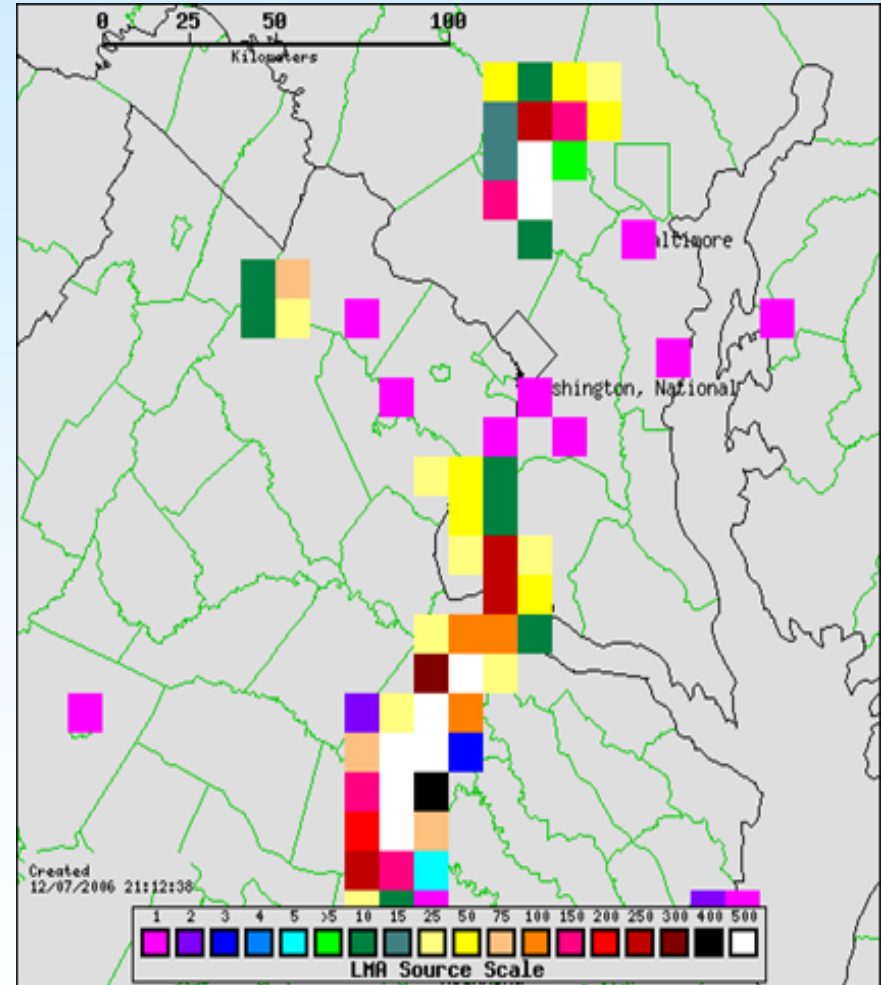 0 25 50 100
Kilometers
altimore
shington, National
Created
12/07/2006 21:12:38
1 2 3 4 5 >5 10 15 25 50 75 100 150 200 250 300 400 500
LMA Source Scale